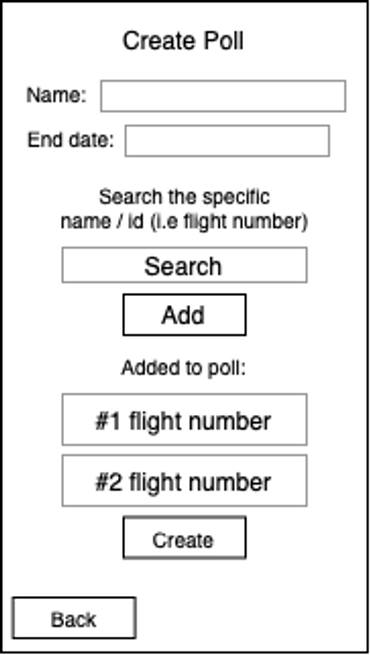 Create Poll
Name:
End date:
Search the specific
name / id (i.e flight number)
Search
Add
Added to poll:
#1 flight number
#2 flight number
Create
Back